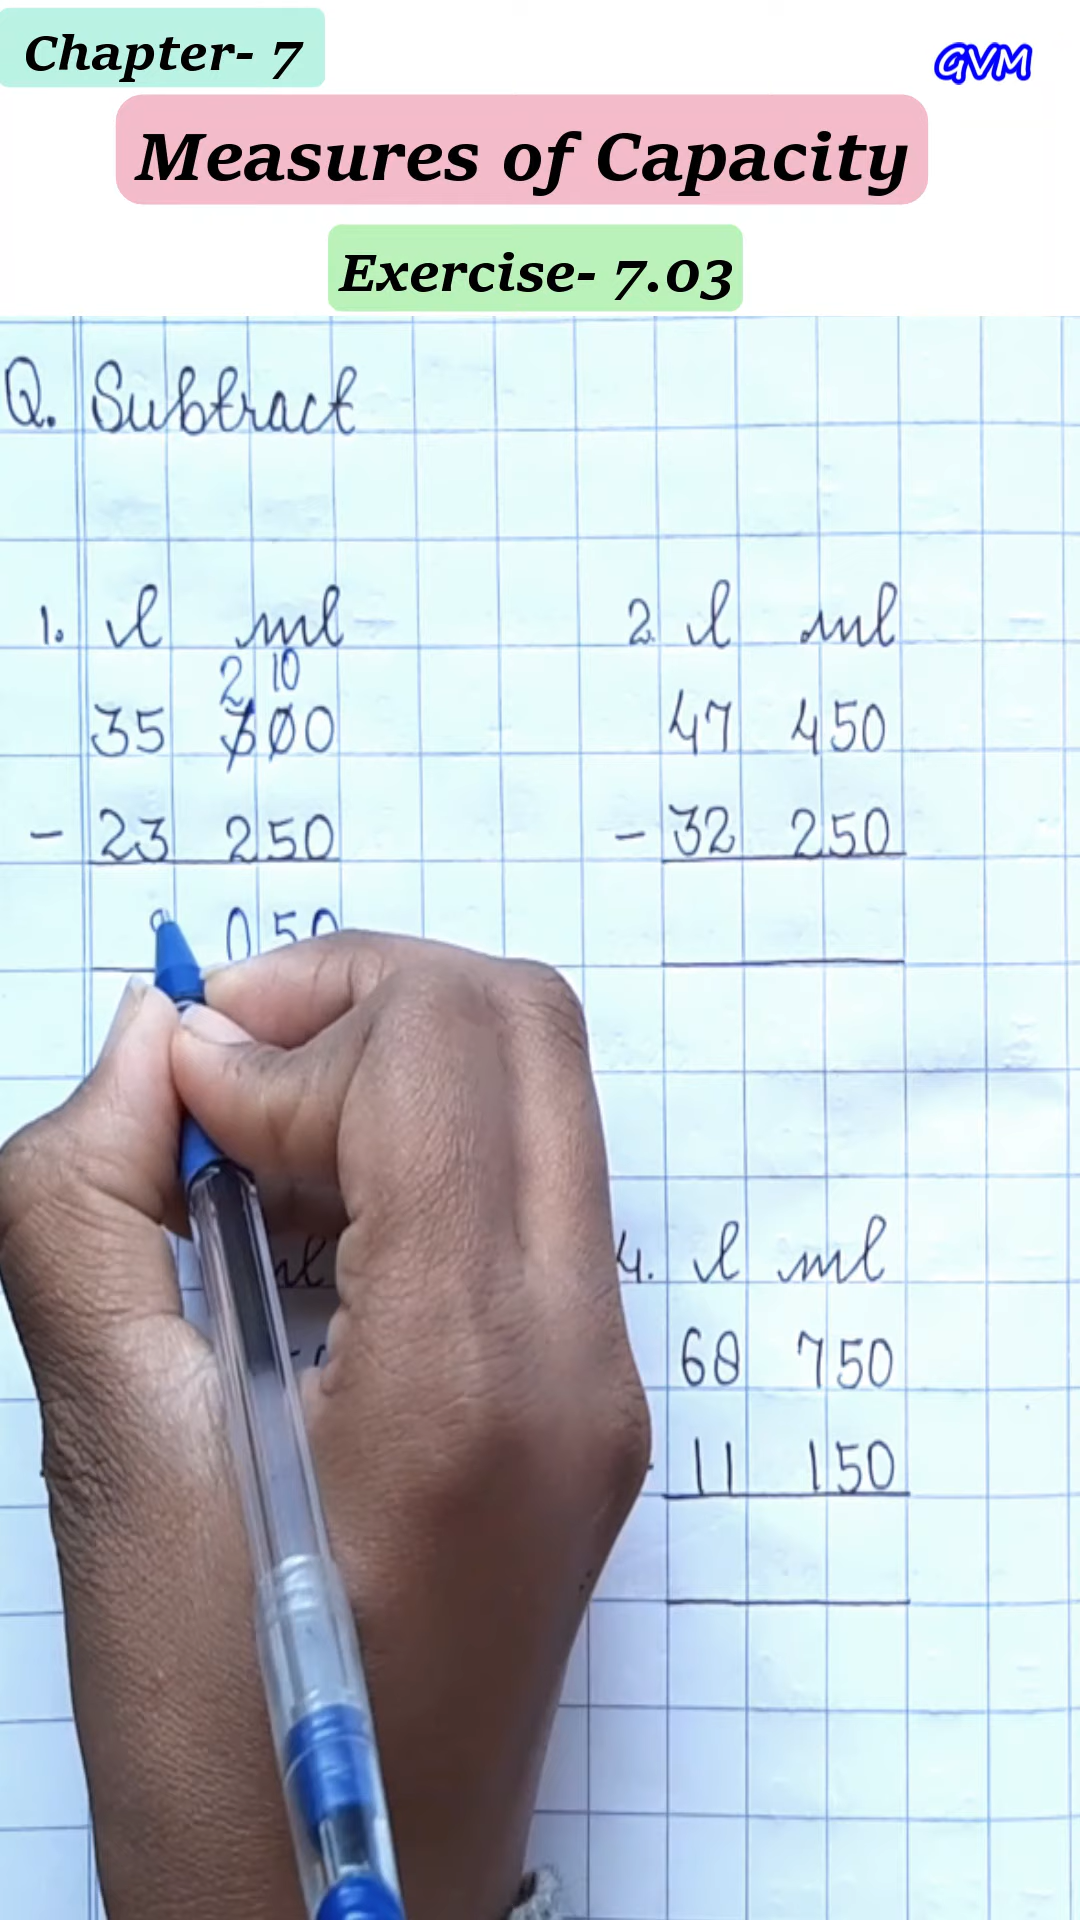 Chapter- 7
GVM
Measures of Capacity
Exercise- 7.03
Q. Subtract
1. l ml
2 10
35 300
- 23 250
050
2. l ml
47 450
- 32 250
ml
4. l ml
68 750
- 11 150